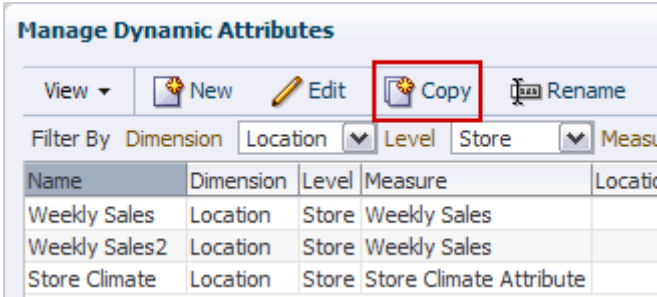 Manage Dynamic Attributes
View New Edit Copy Rename
Filter By Dimension Location Level Store
Name Dimension Level Measure
Weekly Sales Location Store Weekly Sales
Weekly Sales2 Location Store Weekly Sales
Store Climate Location Store Store Climate Attribute